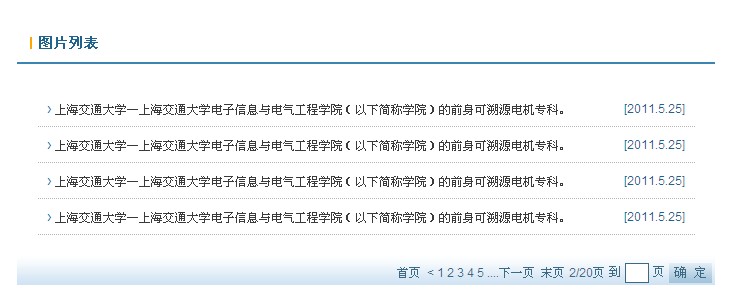 图片列表
› 上海交通大学—上海交通大学电子信息与电气工程学院（以下简称学院）的前身可溯源电机专科。 [2011.5.25]
› 上海交通大学—上海交通大学电子信息与电气工程学院（以下简称学院）的前身可溯源电机专科。 [2011.5.25]
› 上海交通大学—上海交通大学电子信息与电气工程学院（以下简称学院）的前身可溯源电机专科。 [2011.5.25]
› 上海交通大学—上海交通大学电子信息与电气工程学院（以下简称学院）的前身可溯源电机专科。 [2011.5.25]
首页 < 1 2 3 4 5 ....下一页 末页 2/20页 到 页 确 定